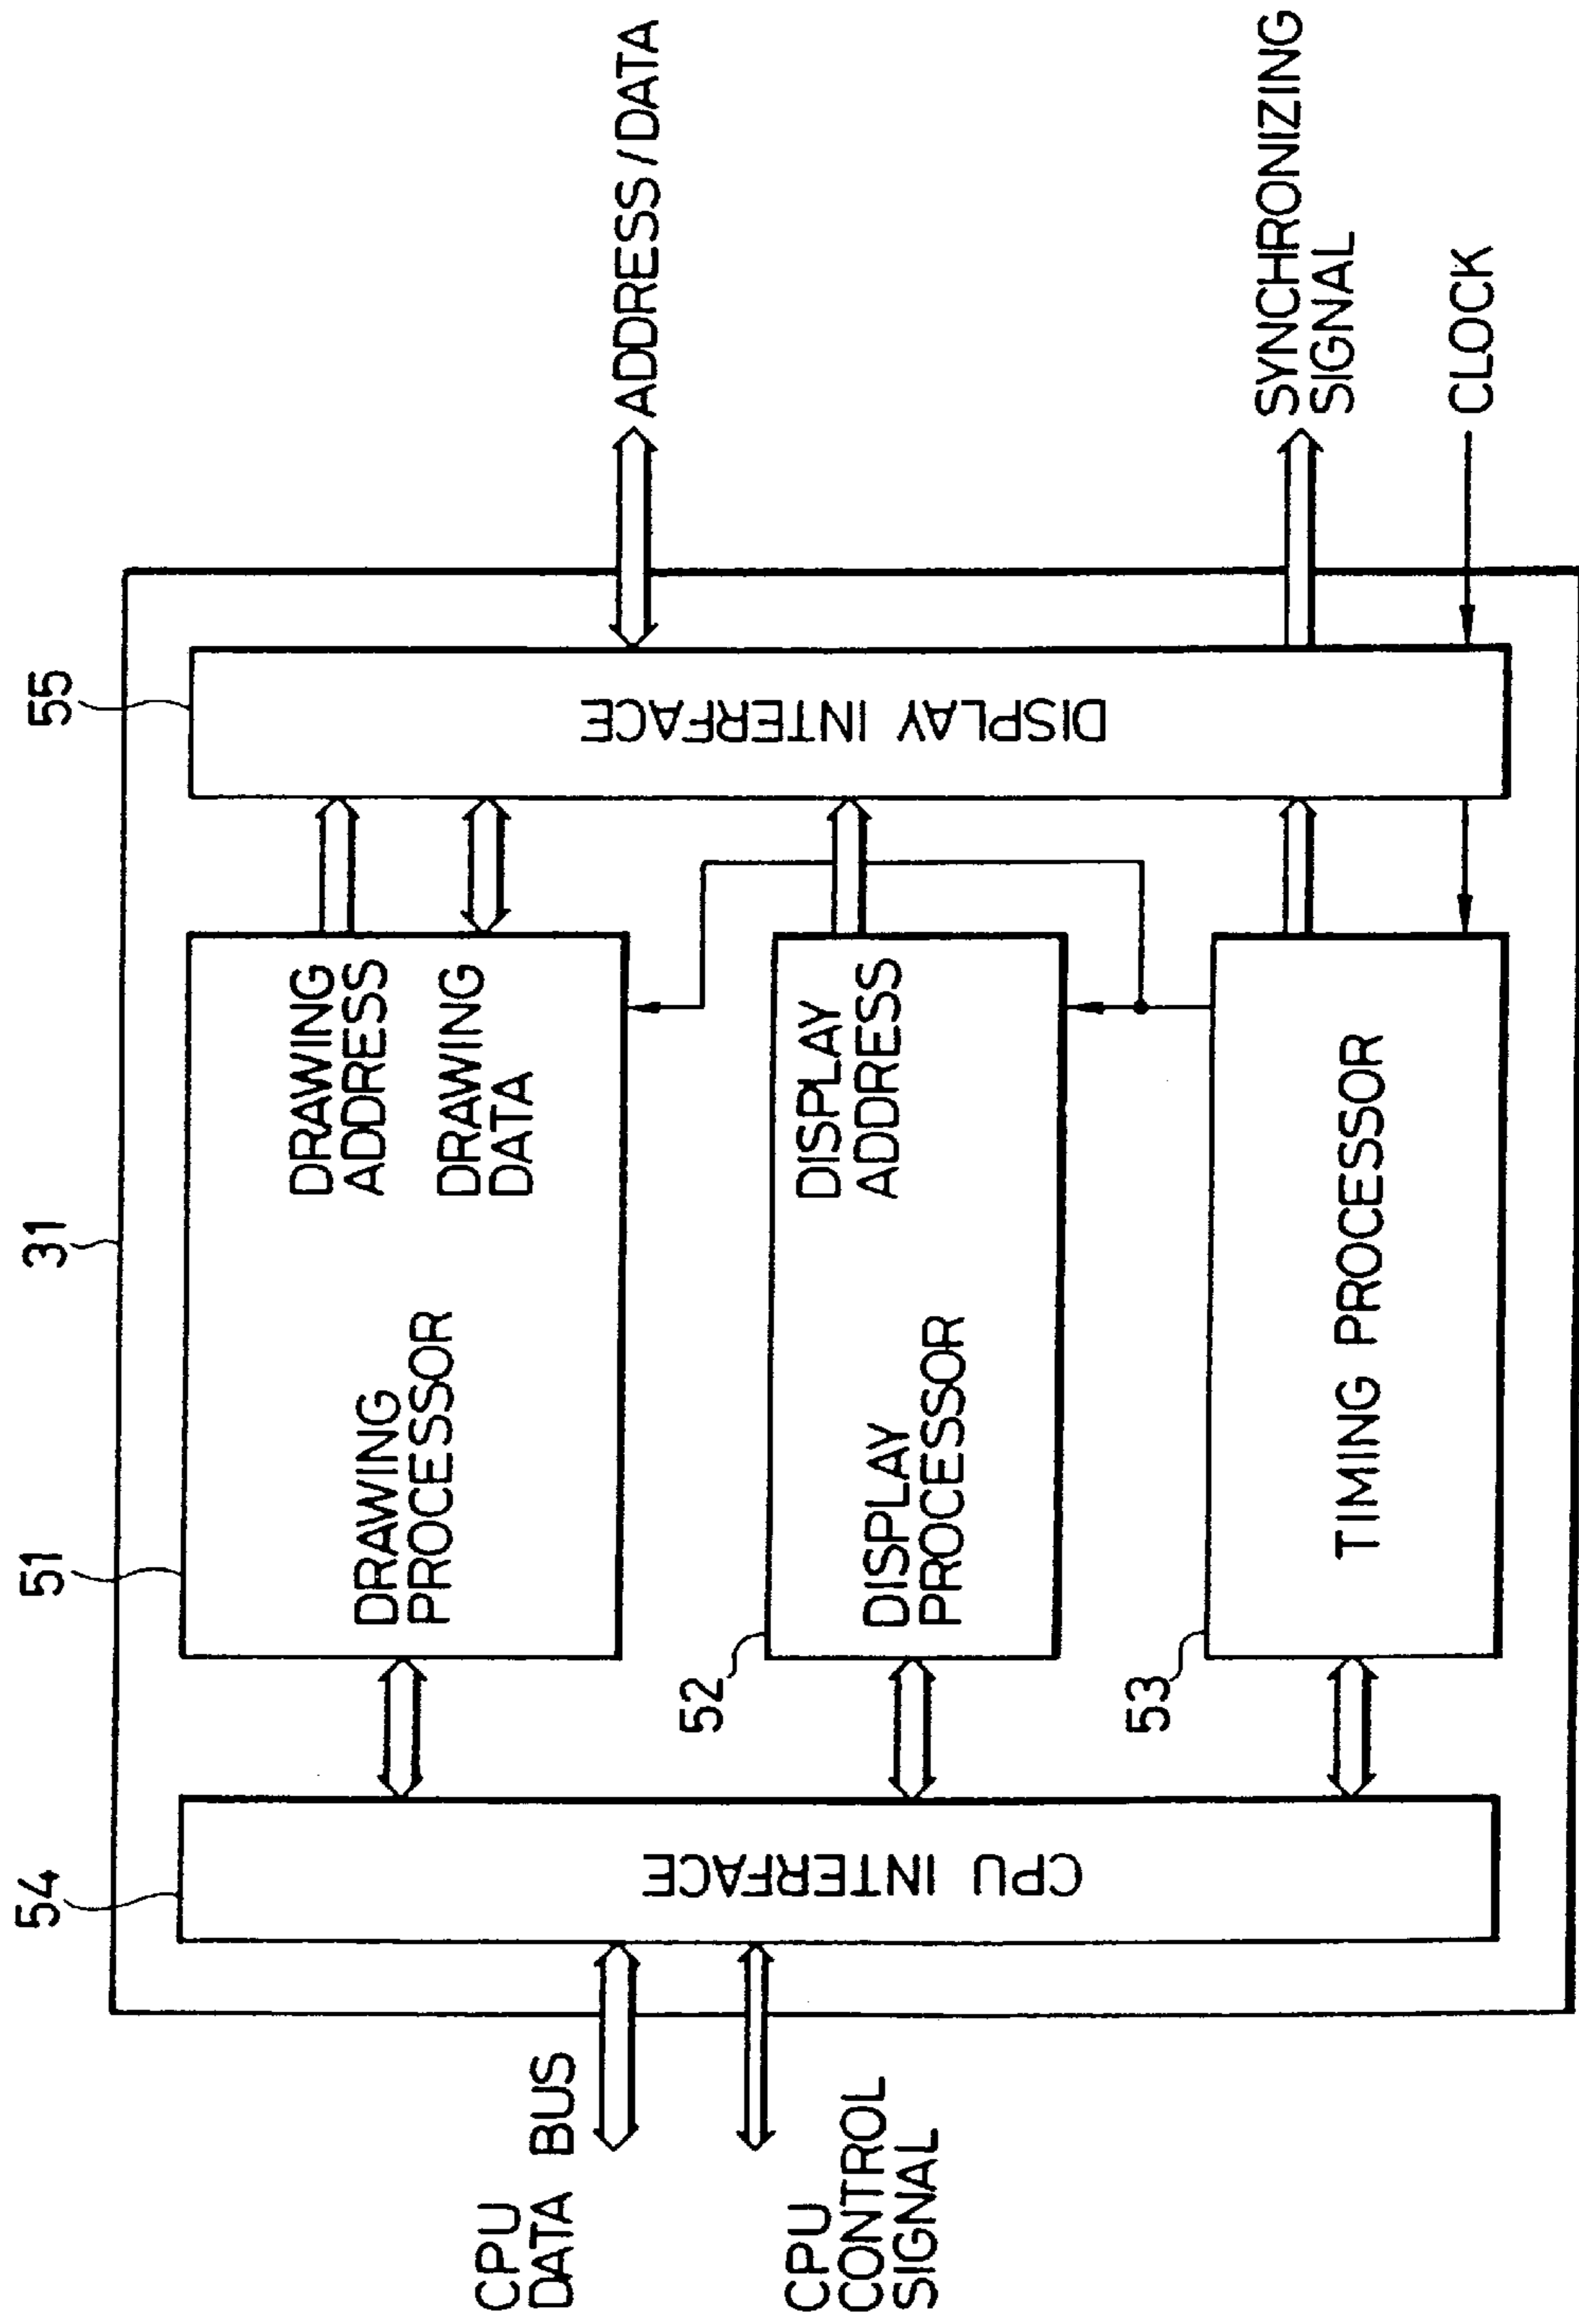 31
54
51
55
CPU
DATA BUS
CPU
CONTROL
SIGNAL
CPU INTERFACE
DRAWING
PROCESSOR
DRAWING
ADDRESS
DRAWING
DATA
52
DISPLAY
PROCESSOR
DISPLAY
ADDRESS
53
TIMING PROCESSOR
DISPLAY INTERFACE
ADDRESS/DATA
SYNCHRONIZING
SIGNAL
CLOCK